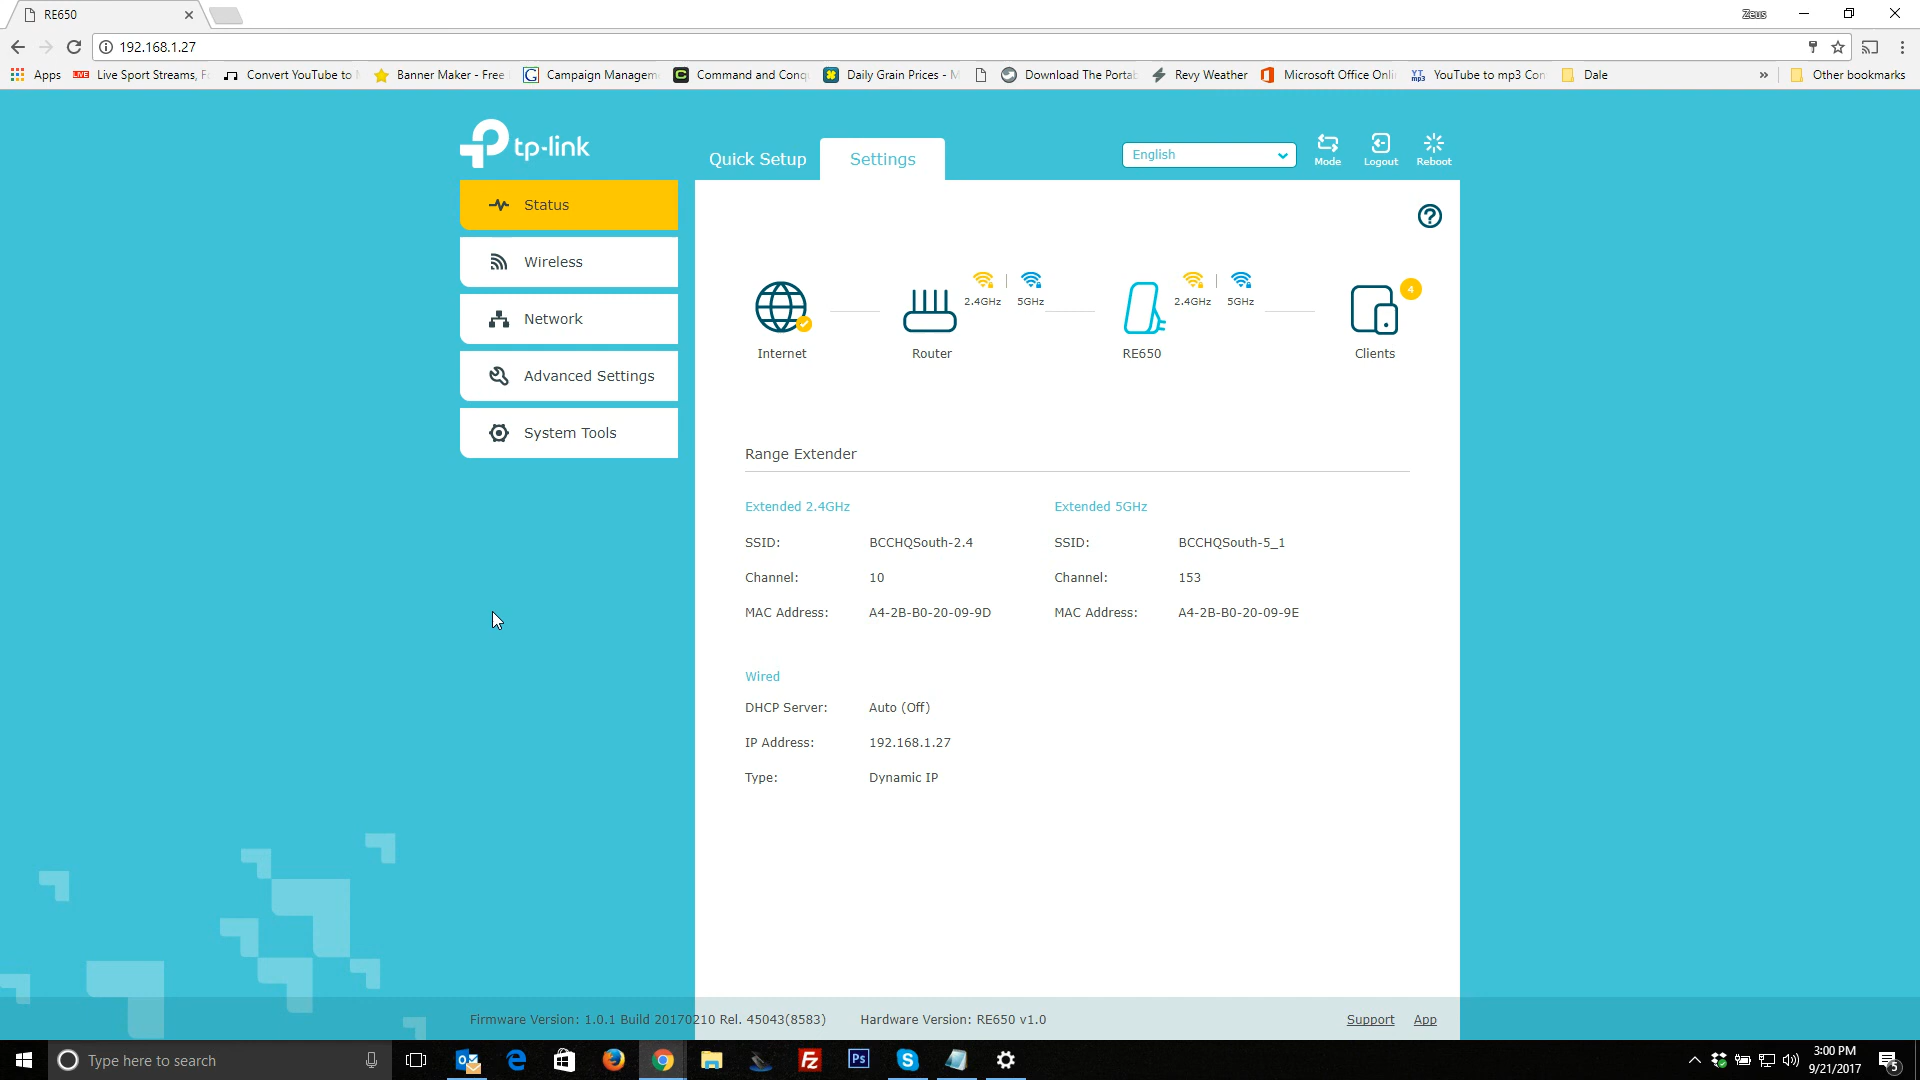 RE650
Zeus
192.168.1.27
Apps
LIVE Live Sport Streams, F
Convert YouTube to
Banner Maker - Free
G Campaign Managem
C Command and Conq
Daily Grain Prices - M
Download The Portab
Revy Weather
Microsoft Office Onli
YT mp3 YouTube to mp3 Con
Dale
»
Other bookmarks
tp-link
Quick Setup
Settings
English
Mode
Logout
Reboot
Status
Wireless
Network
Advanced Settings
System Tools
?
2.4GHz | 5GHz
2.4GHz | 5GHz
4
Internet
Router
RE650
Clients
Range Extender
Extended 2.4GHz
SSID: BCCHQSouth-2.4
Channel: 10
MAC Address: A4-2B-B0-20-09-9D
Extended 5GHz
SSID: BCCHQSouth-5_1
Channel: 153
MAC Address: A4-2B-B0-20-09-9E
Wired
DHCP Server: Auto (Off)
IP Address: 192.168.1.27
Type: Dynamic IP
Firmware Version: 1.0.1 Build 20170210 Rel. 45043(8583)
Hardware Version: RE650 v1.0
Support
App
Type here to search
Fz
Ps
S
3:00 PM
9/21/2017
5